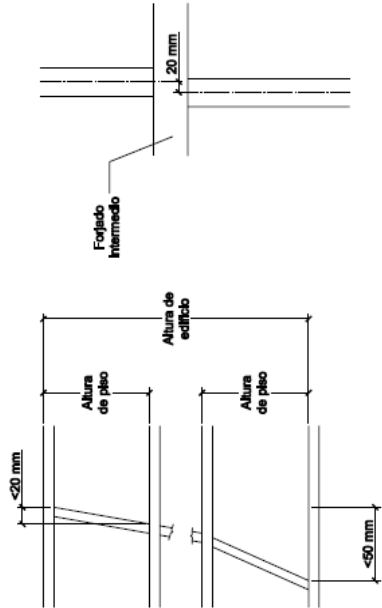 <20 mm
Altura
de piso
Altura de
edificio
Altura
de piso
<50 mm
Forjado
intermedio
20 mm